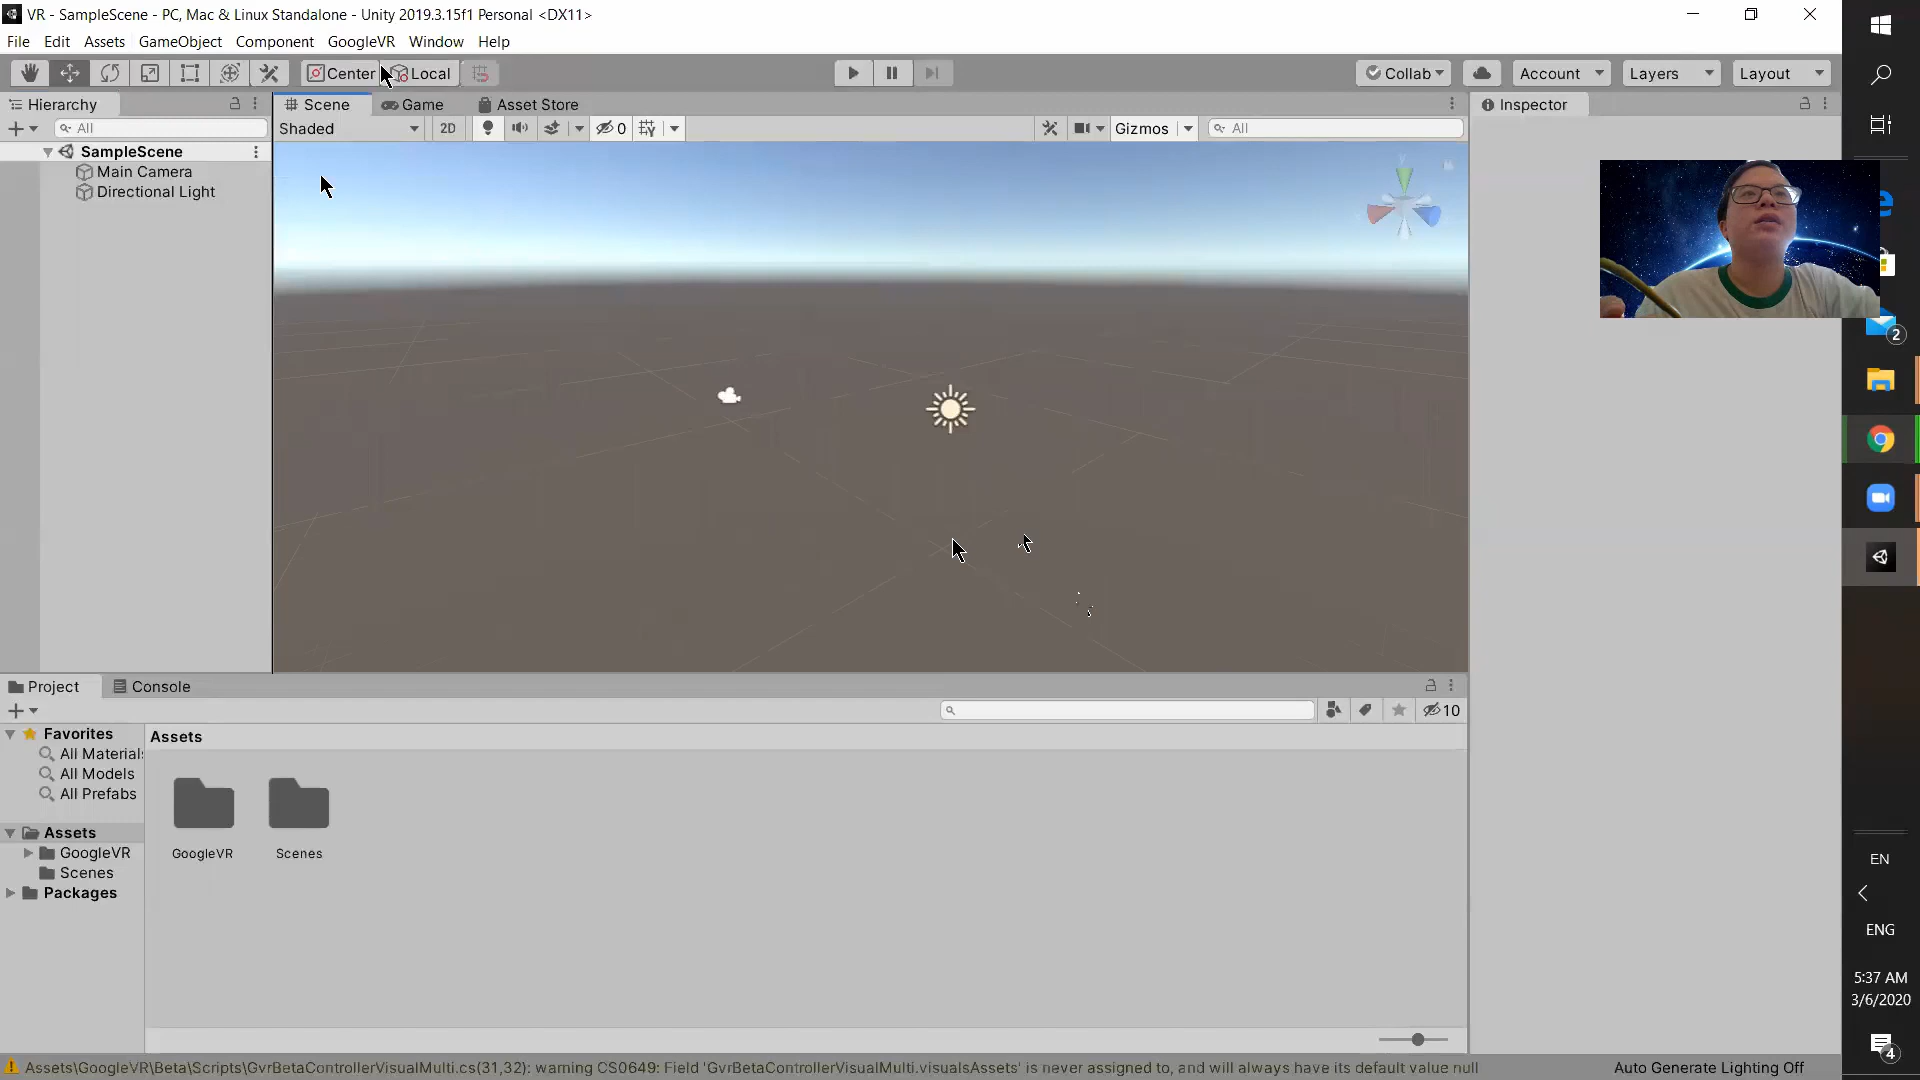 VR - SampleScene - PC, Mac & Linux Standalone - Unity 2019.3.15f1 Personal <DX11>
File Edit Assets GameObject Component GoogleVR Window Help
Center Local Collab Account Layers Layout
Hierarchy Scene Game Asset Store Inspector
All Shaded 2D 0 Gizmos All
SampleScene
Main Camera
Directional Light
2
Project Console
10
Favorites Assets
All Material
All Models
All Prefabs
Assets
GoogleVR GoogleVR Scenes
Scenes
Packages
EN
ENG
5:37 AM
3/6/2020
4
Assets\GoogleVR\Beta\Scripts\GvrBetaControllerVisualMulti.cs(31,32): warning CS0649: Field 'GvrBetaControllerVisualMulti.visualsAssets' is never assigned to, and will always have its default value null Auto Generate Lighting Off